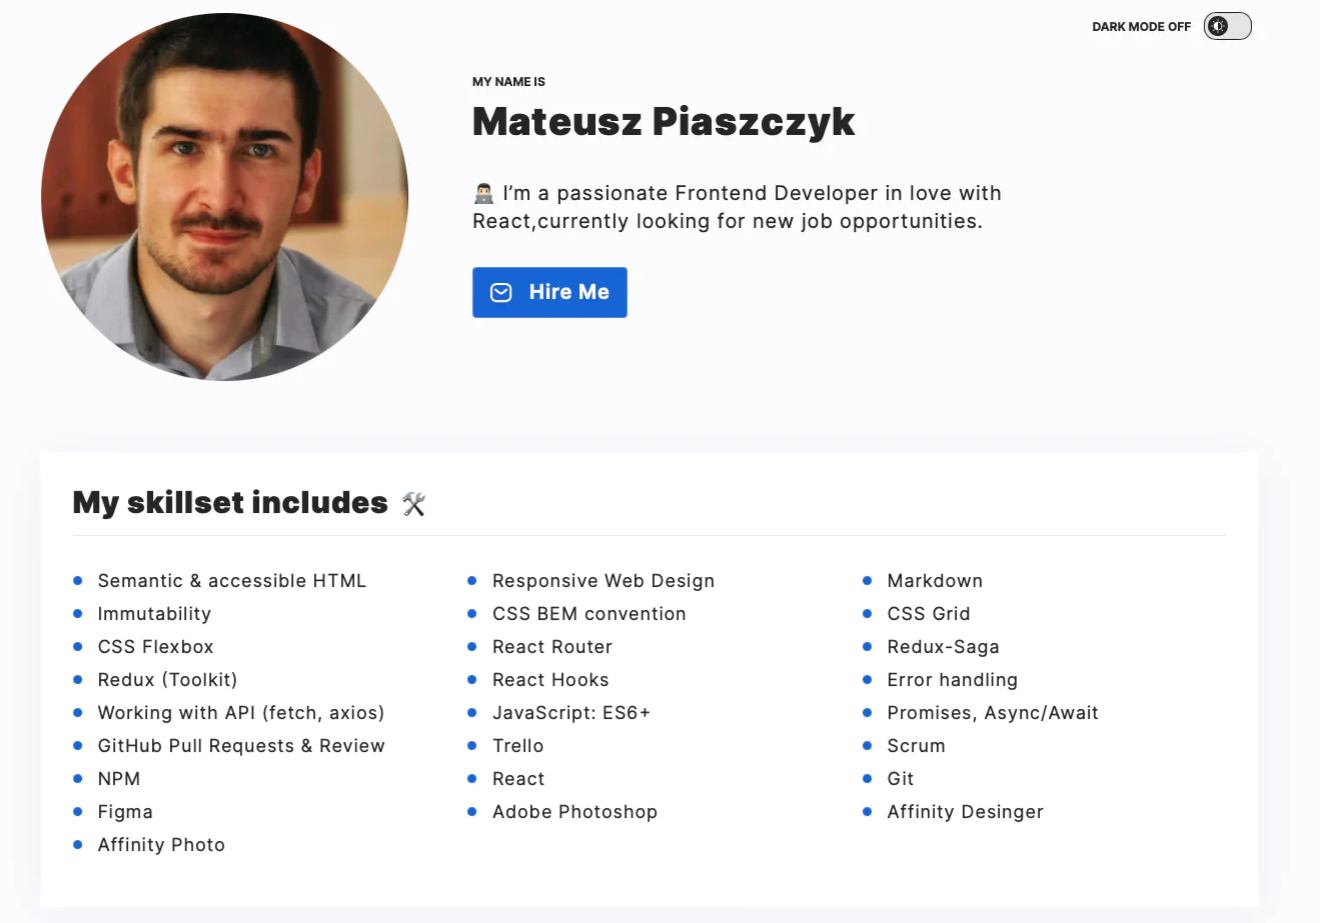 DARK MODE OFF
MY NAME IS
Mateusz Piaszczyk
👨🏻‍💻 I’m a passionate Frontend Developer in love with
React,currently looking for new job opportunities.
Hire Me
My skillset includes 🛠
Semantic & accessible HTML
Immutability
CSS Flexbox
Redux (Toolkit)
Working with API (fetch, axios)
GitHub Pull Requests & Review
NPM
Figma
Affinity Photo
Responsive Web Design
CSS BEM convention
React Router
React Hooks
JavaScript: ES6+
Trello
React
Adobe Photoshop
Markdown
CSS Grid
Redux-Saga
Error handling
Promises, Async/Await
Scrum
Git
Affinity Desinger